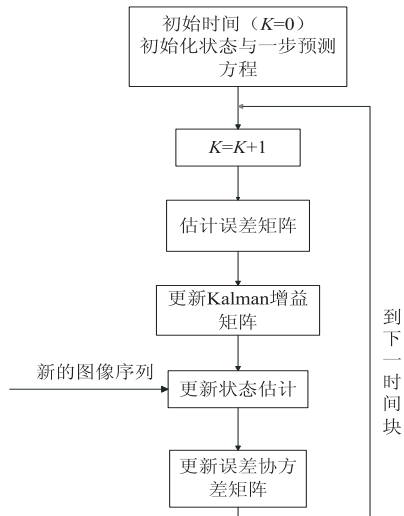 初始时间（K=0）
初始化状态与一步预测
方程
K=K+1
估计误差矩阵
更新Kalman增益
矩阵
新的图像序列
更新状态估计
更新误差协方
差矩阵
到
下
一
时
间
块